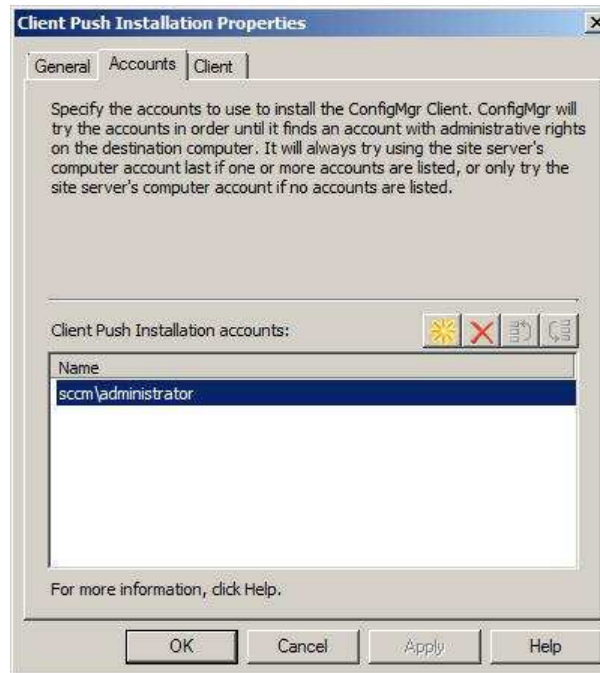 Client Push Installation Properties
General Accounts Client
Specify the accounts to use to install the ConfigMgr Client. ConfigMgr will
try the accounts in order until it finds an account with administrative rights
on the destination computer. It will always try using the site server's
computer account last if one or more accounts are listed, or only try the
site server's computer account if no accounts are listed.
Client Push Installation accounts:
Name
sccm\administrator
For more information, click Help.
OK Cancel Apply Help